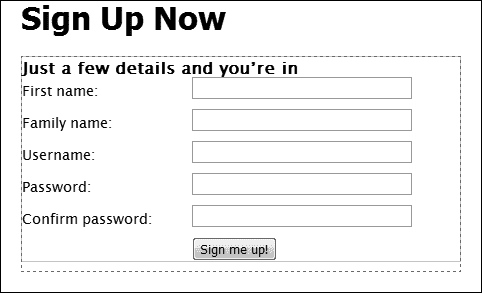 Sign Up Now
Just a few details and you’re in
First name:
Family name:
Username:
Password:
Confirm password:
Sign me up!